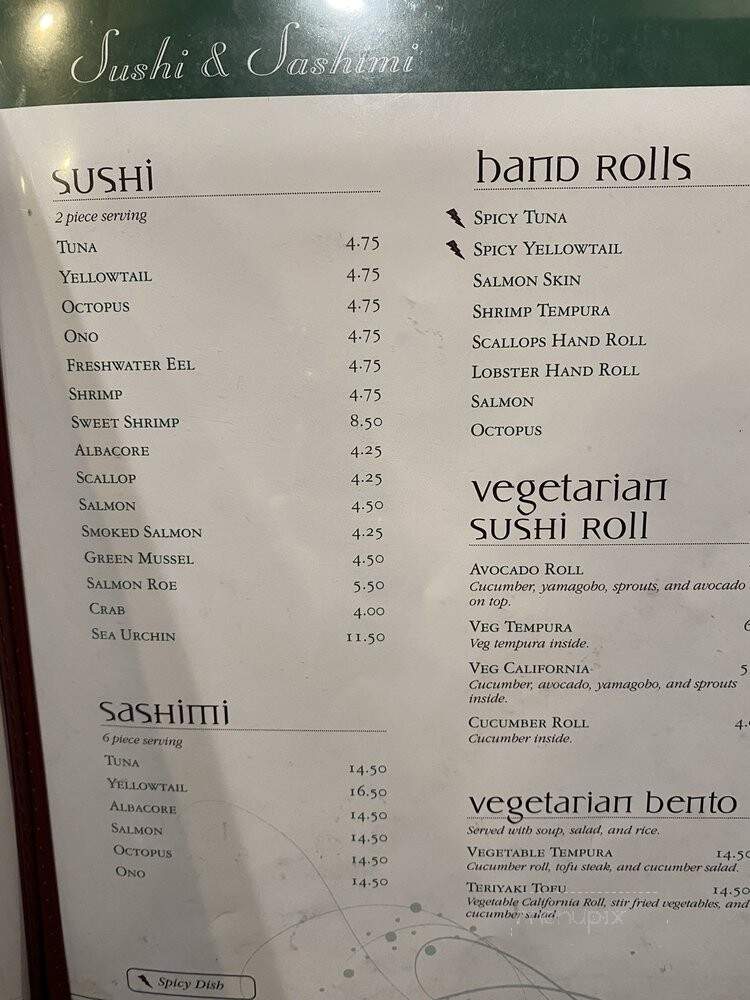 Sushi & Sashimi
SUSHI
2 piece serving
TUNA 4.75
YELLOWTAIL 4.75
OCTOPUS 4.75
ONO 4.75
FRESHWATER EEL 4.75
SHRIMP 4.75
SWEET SHRIMP 8.50
ALBACORE 4.25
SCALLOP 4.25
SALMON 4.50
SMOKED SALMON 4.25
GREEN MUSSEL 4.50
SALMON ROE 5.50
CRAB 4.00
SEA URCHIN 11.50
SASHIMI
6 piece serving
TUNA 14.50
YELLOWTAIL 16.50
ALBACORE 14.50
SALMON 14.50
OCTOPUS 14.50
ONO 14.50
Spicy Dish
HAND ROLLS
SPICY TUNA
SPICY YELLOWTAIL
SALMON SKIN
SHRIMP TEMPURA
SCALLOPS HAND ROLL
LOBSTER HAND ROLL
SALMON
OCTOPUS
vegetarian
SUSHI ROLL
AVOCADO ROLL
Cucumber, yamagobo, sprouts, and avocado
on top.
VEG TEMPURA
Veg tempura inside.
VEG CALIFORNIA 5.
Cucumber, avocado, yamagobo, and sprouts
inside.
CUCUMBER ROLL 4.
Cucumber inside.
vegetarian bento
Served with soup, salad, and rice.
VEGETABLE TEMPURA 14.50
Cucumber roll, tofu steak, and cucumber salad.
TERIYAKI TOFU 14.50
Vegetable California Roll, stir fried vegetables, and
cucumber salad.
menupix